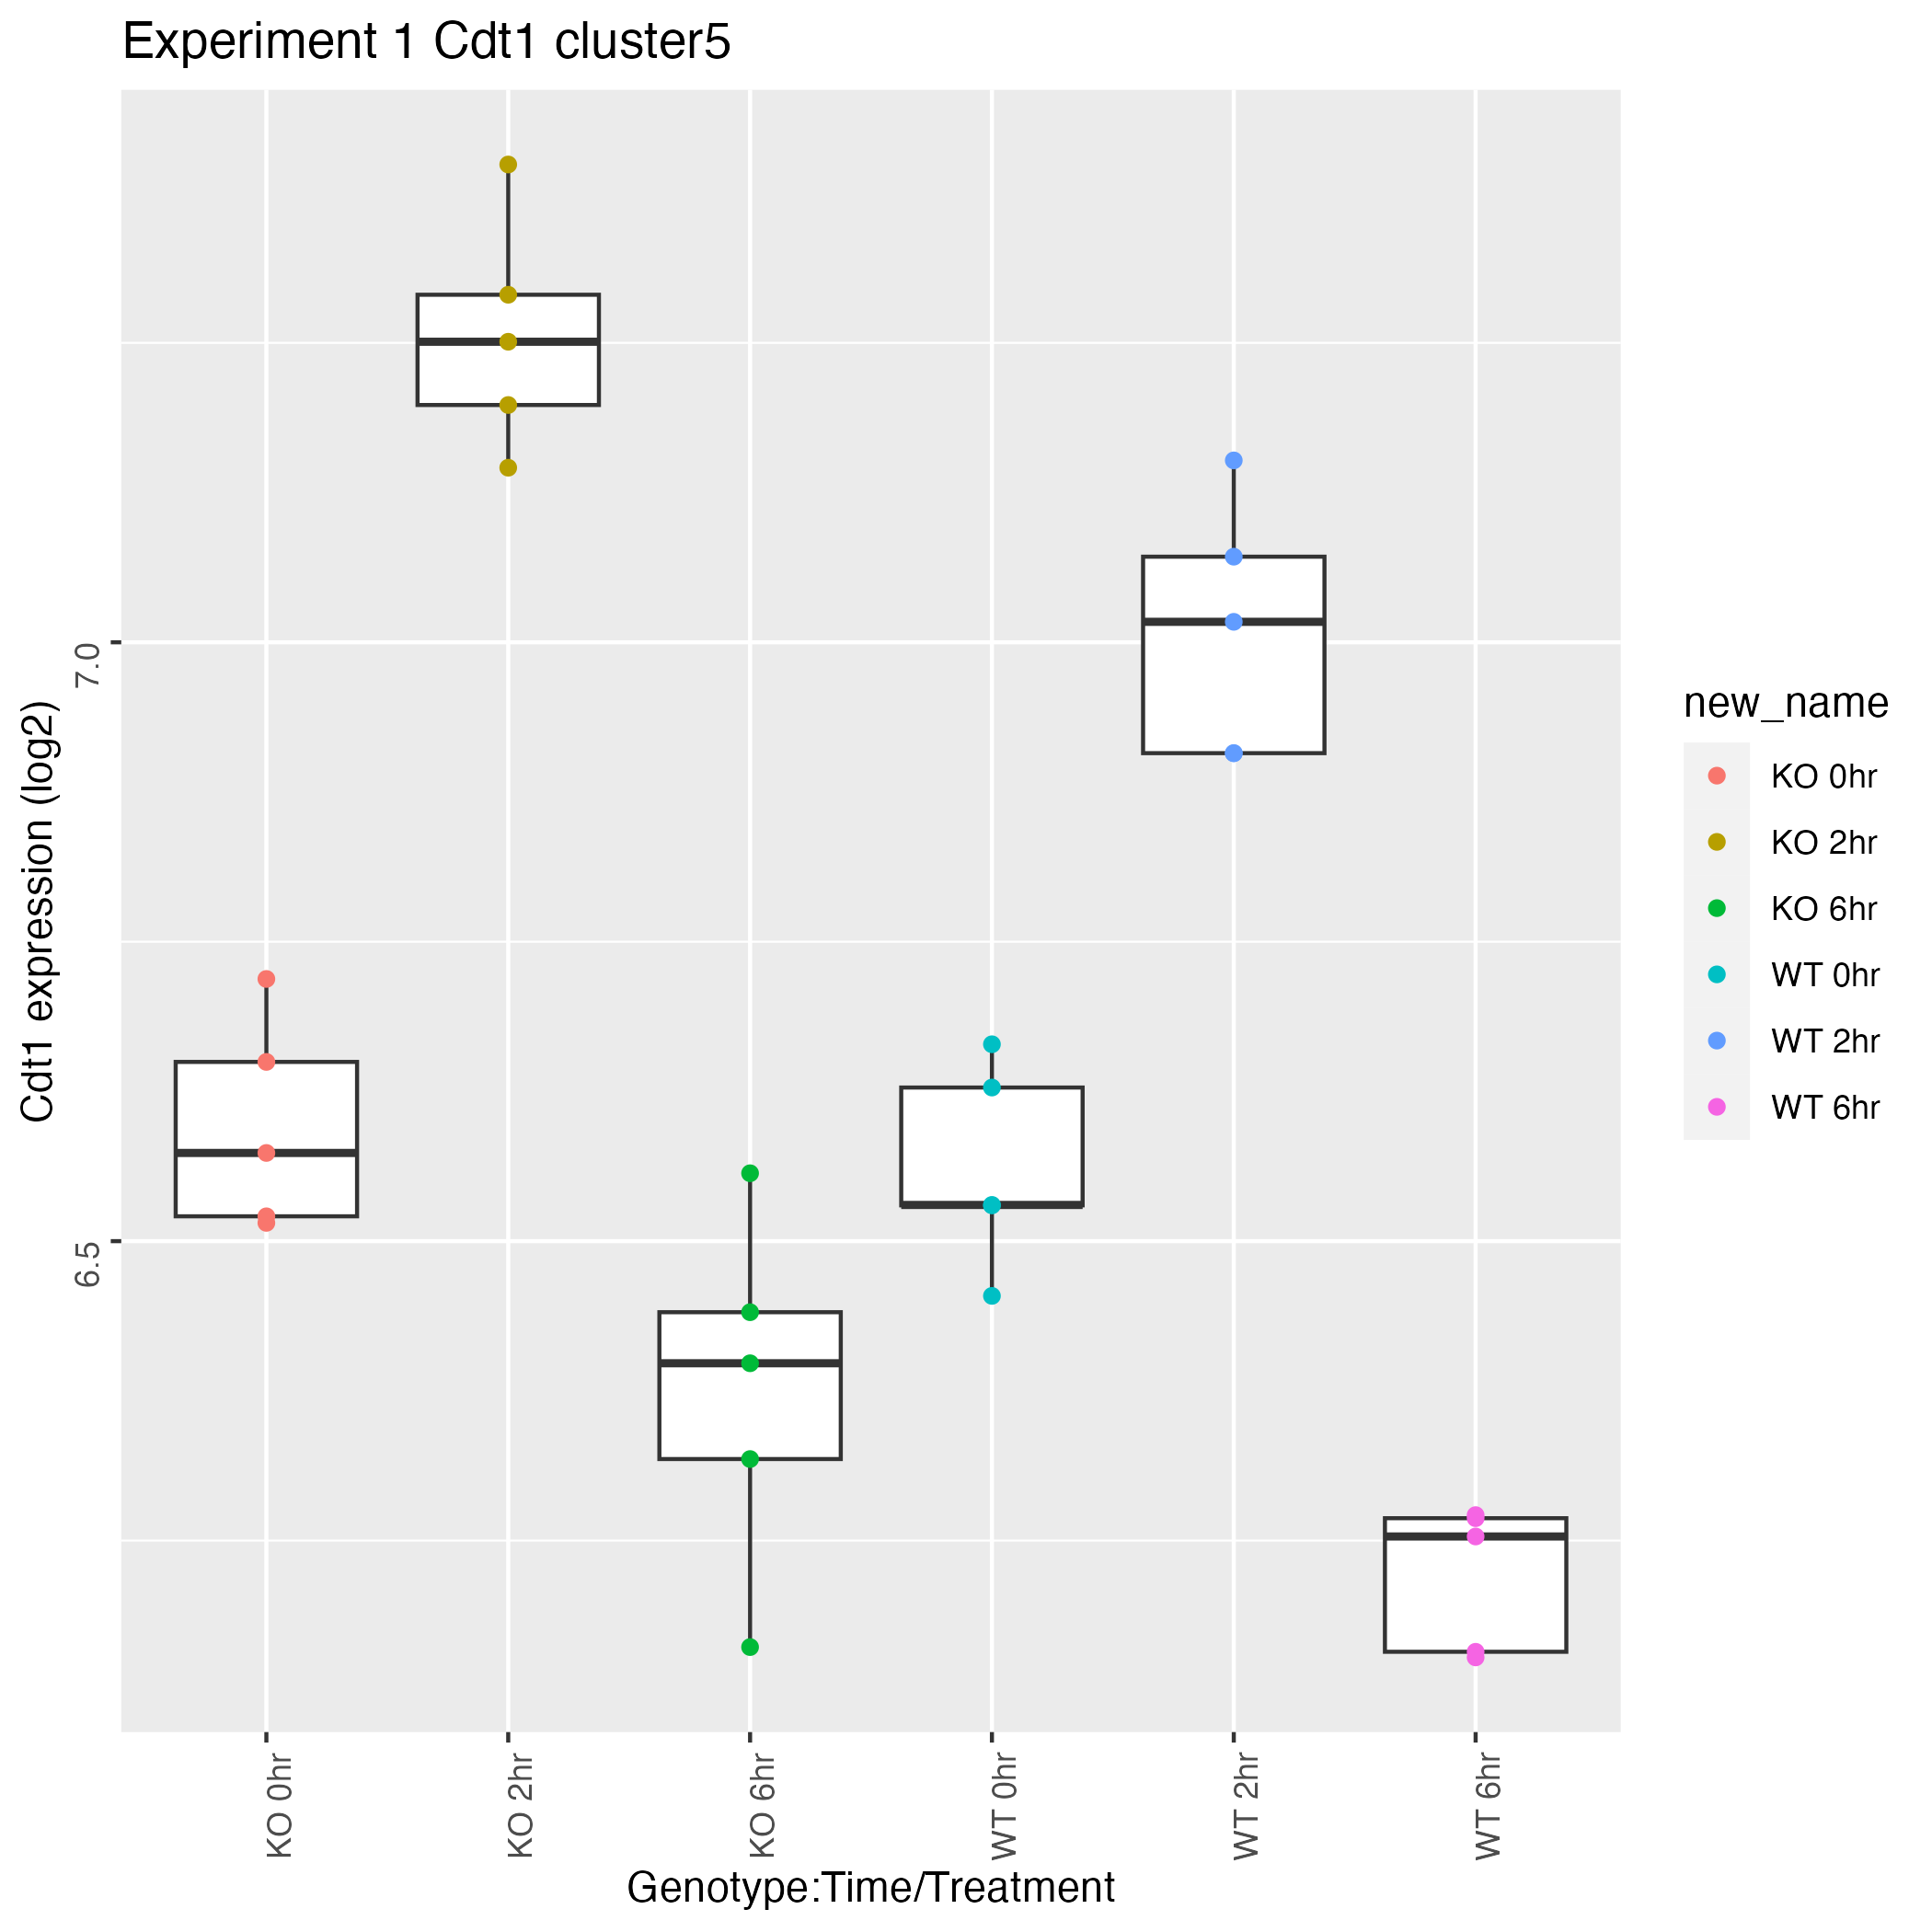 Experiment 1 Cdt1 cluster5
Cdt1 expression (log2)
7.0
6.5
KO 0hr
KO 2hr
KO 6hr
WT 0hr
WT 2hr
WT 6hr
Genotype:Time/Treatment
new_name
KO 0hr
KO 2hr
KO 6hr
WT 0hr
WT 2hr
WT 6hr